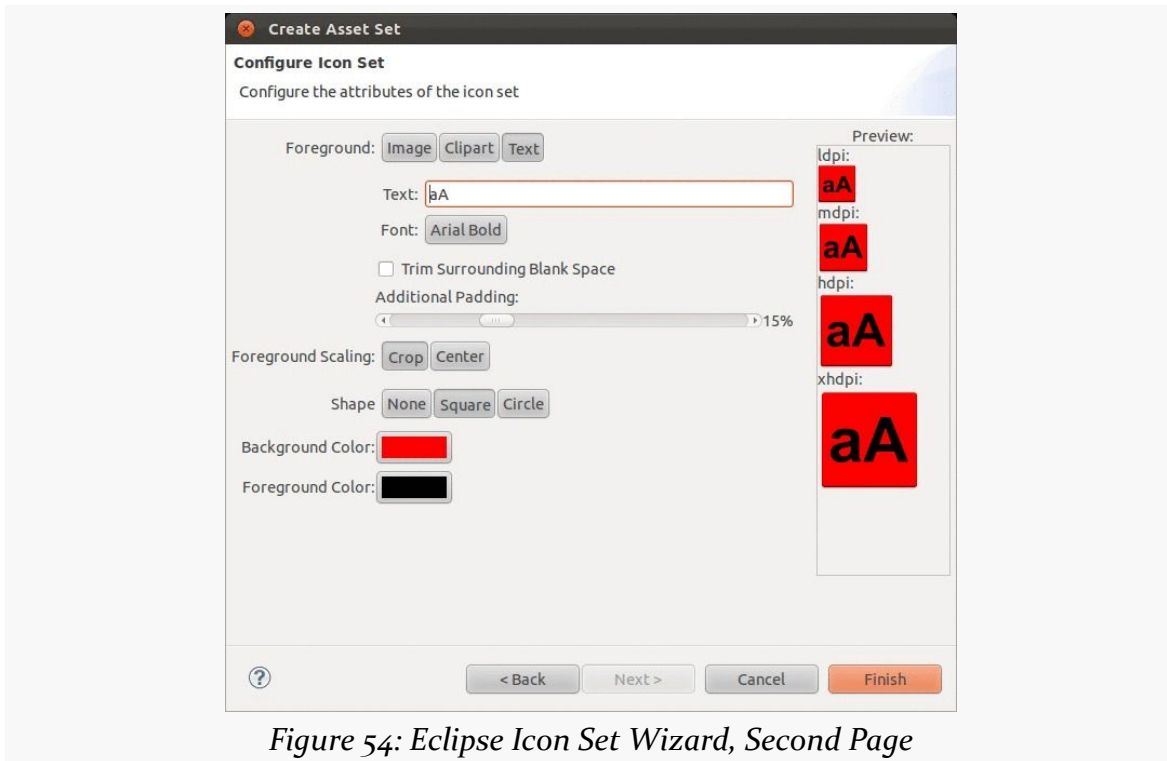 Create Asset Set
Configure Icon Set
Configure the attributes of the icon set
Foreground: Image Clipart Text
Text: aA
Font: Arial Bold
Trim Surrounding Blank Space
Additional Padding:
15%
Foreground Scaling: Crop Center
Shape None Square Circle
Background Color:
Foreground Color:
Preview:
ldpi:
aA
mdpi:
aA
hdpi:
aA
xhdpi:
aA
? < Back Next > Cancel Finish
Figure 54: Eclipse Icon Set Wizard, Second Page